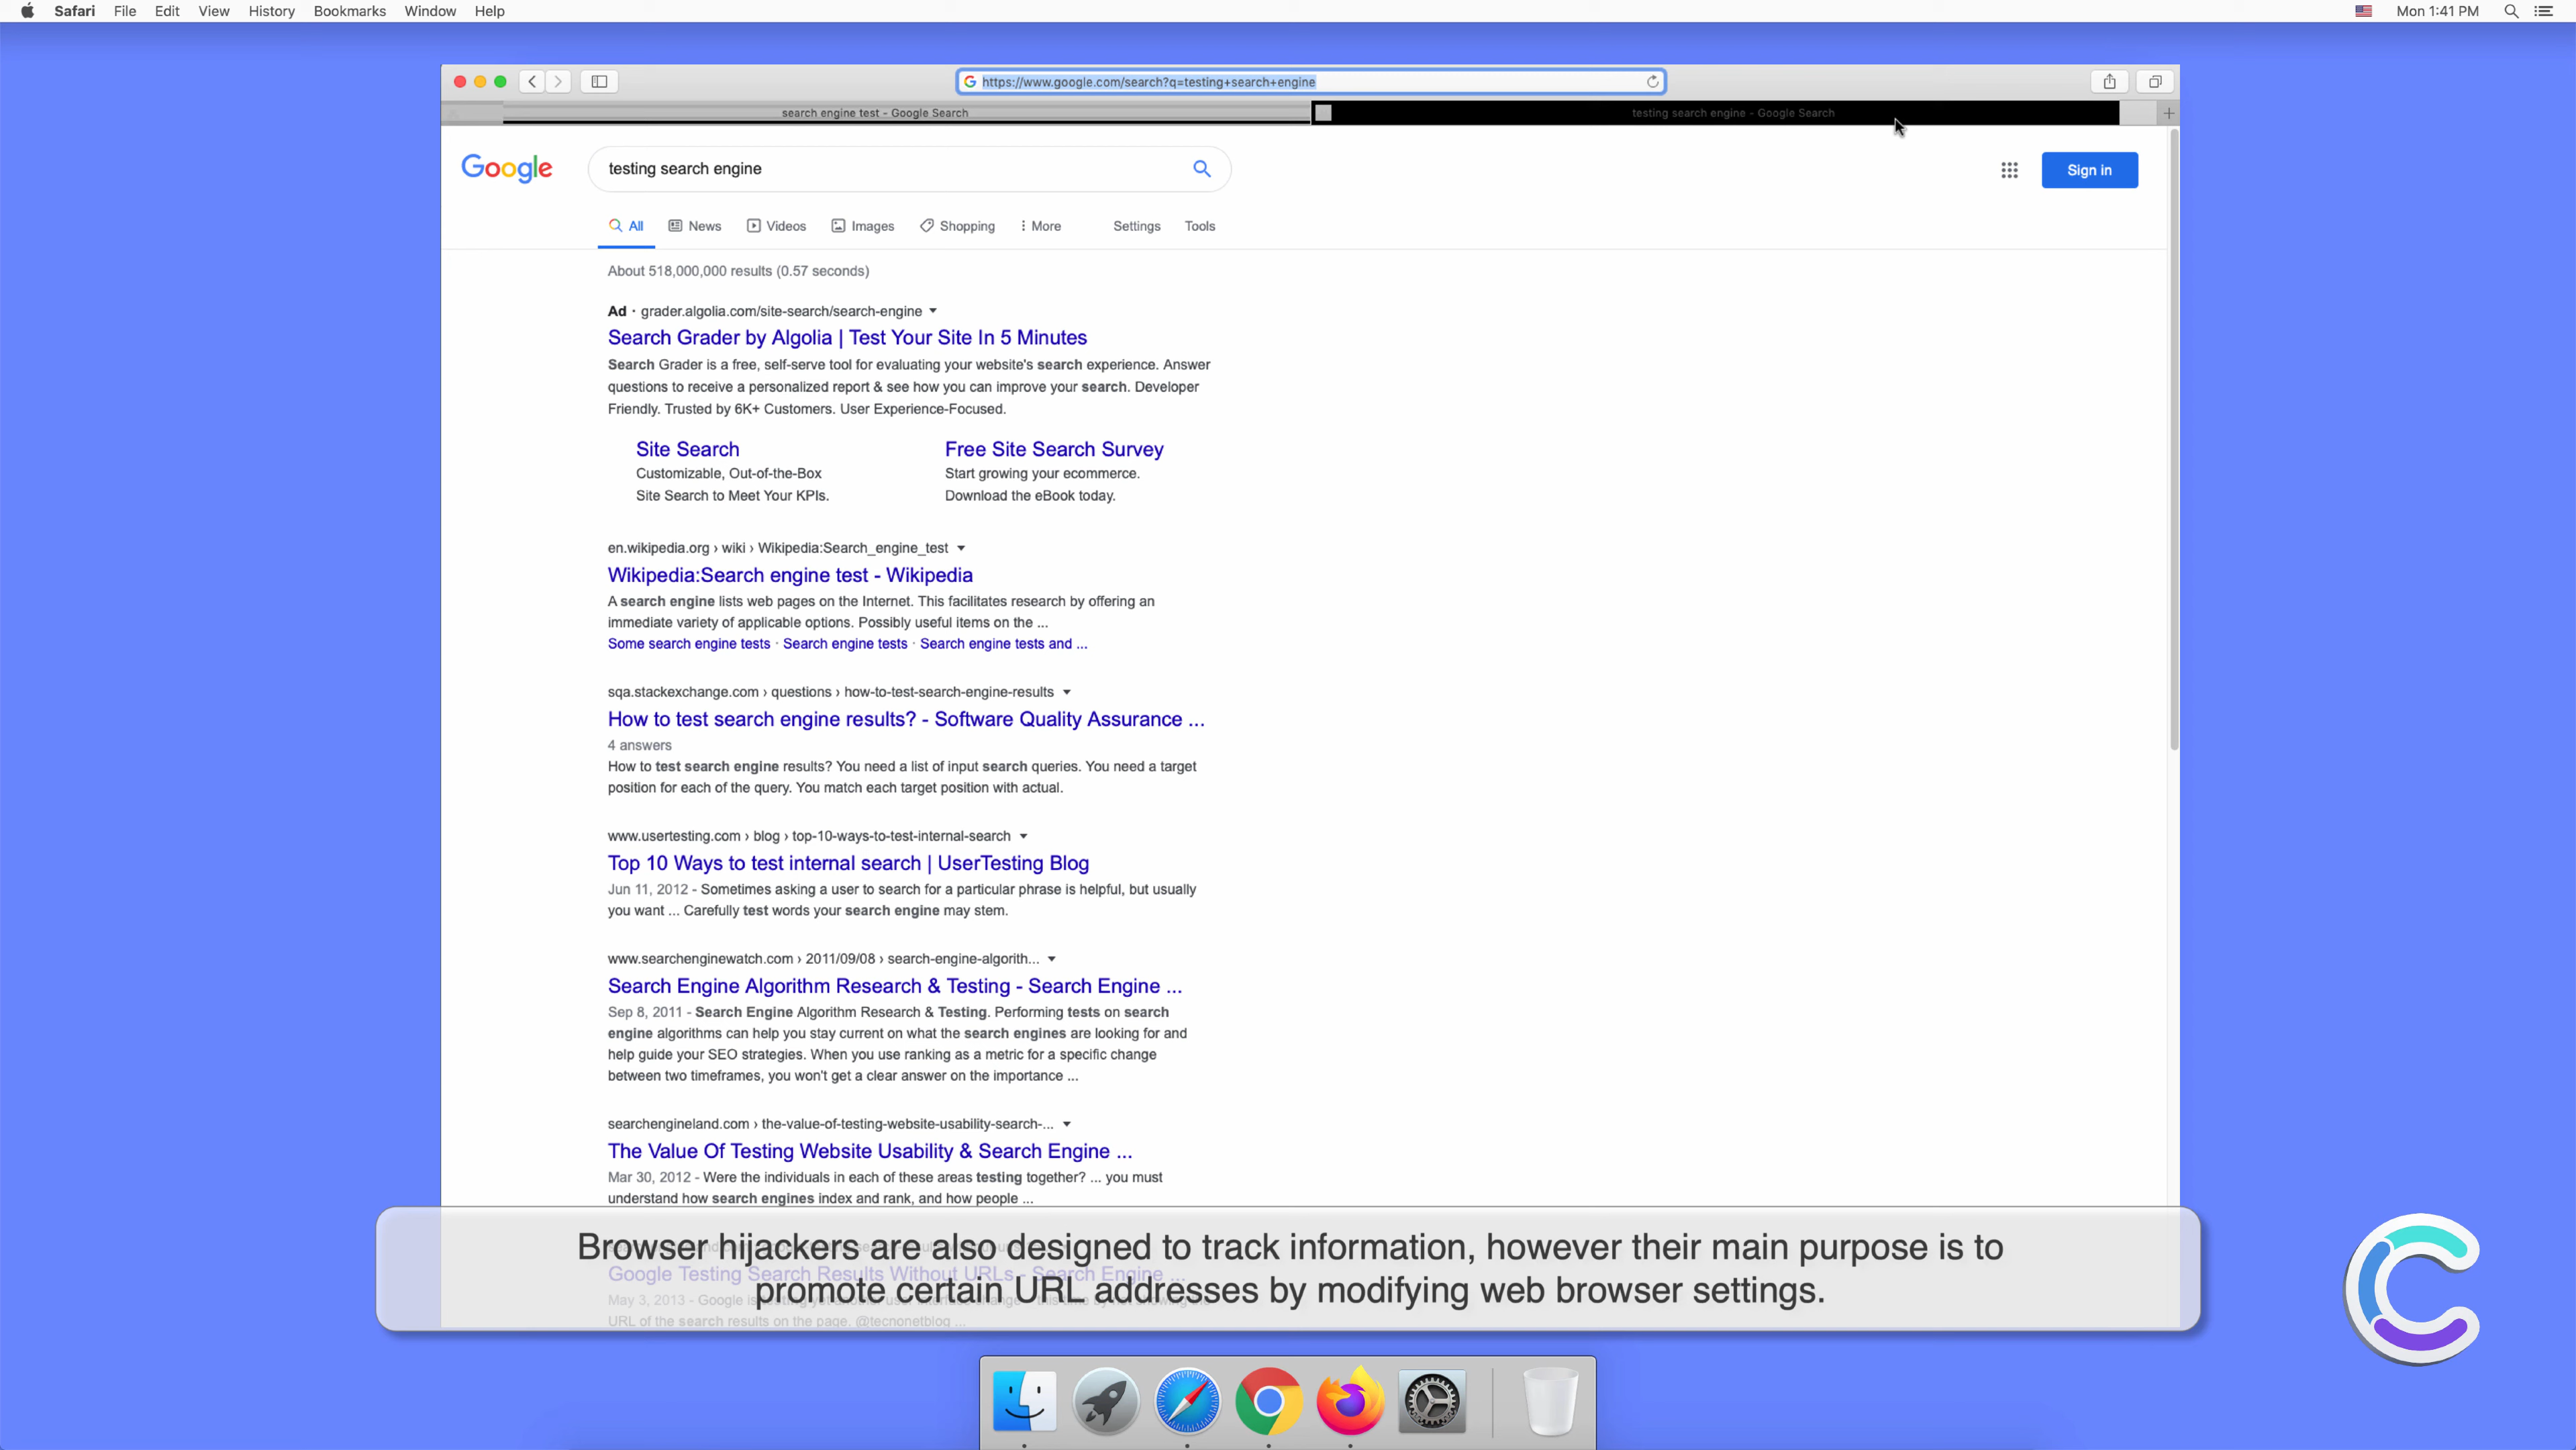 Safari File Edit View History Bookmarks Window Help
Mon 1:41 PM
https://www.google.com/search?q=testing+search+engine
search engine test - Google Search
testing search engine - Google Search
Google
testing search engine
Sign in
All News Videos Images Shopping More Settings Tools
About 518,000,000 results (0.57 seconds)
Ad · grader.algolia.com/site-search/search-engine
Search Grader by Algolia | Test Your Site In 5 Minutes
Search Grader is a free, self-serve tool for evaluating your website's search experience. Answer
questions to receive a personalized report & see how you can improve your search. Developer
Friendly. Trusted by 6K+ Customers. User Experience-Focused.
Site Search
Customizable, Out-of-the-Box
Site Search to Meet Your KPIs.
Free Site Search Survey
Start growing your ecommerce.
Download the eBook today.
en.wikipedia.org › wiki › Wikipedia:Search_engine_test
Wikipedia:Search engine test - Wikipedia
A search engine lists web pages on the Internet. This facilitates research by offering an
immediate variety of applicable options. Possibly useful items on the ...
Some search engine tests · Search engine tests · Search engine tests and ...
sqa.stackexchange.com › questions › how-to-test-search-engine-results
How to test search engine results? - Software Quality Assurance ...
4 answers
How to test search engine results? You need a list of input search queries. You need a target
position for each of the query. You match each target position with actual.
www.usertesting.com › blog › top-10-ways-to-test-internal-search
Top 10 Ways to test internal search | UserTesting Blog
Jun 11, 2012 - Sometimes asking a user to search for a particular phrase is helpful, but usually
you want ... Carefully test words your search engine may stem.
www.searchenginewatch.com › 2011/09/08 › search-engine-algorith...
Search Engine Algorithm Research & Testing - Search Engine ...
Sep 8, 2011 - Search Engine Algorithm Research & Testing. Performing tests on search
engine algorithms can help you stay current on what the search engines are looking for and
help guide your SEO strategies. When you use ranking as a metric for a specific change
between two timeframes, you won't get a clear answer on the importance ...
searchengineland.com › the-value-of-testing-website-usability-search-...
The Value Of Testing Website Usability & Search Engine ...
Mar 30, 2012 - Were the individuals in each of these areas testing together? ... you must
understand how search engines index and rank, and how people ...
Browser hijackers are also designed to track information, however their main purpose is to
promote certain URL addresses by modifying web browser settings.
Google Testing Search Results Without URLs - Search Engine ...
May 3, 2013 - Google is
URL of the search results on the page. @tecnonetblog ...